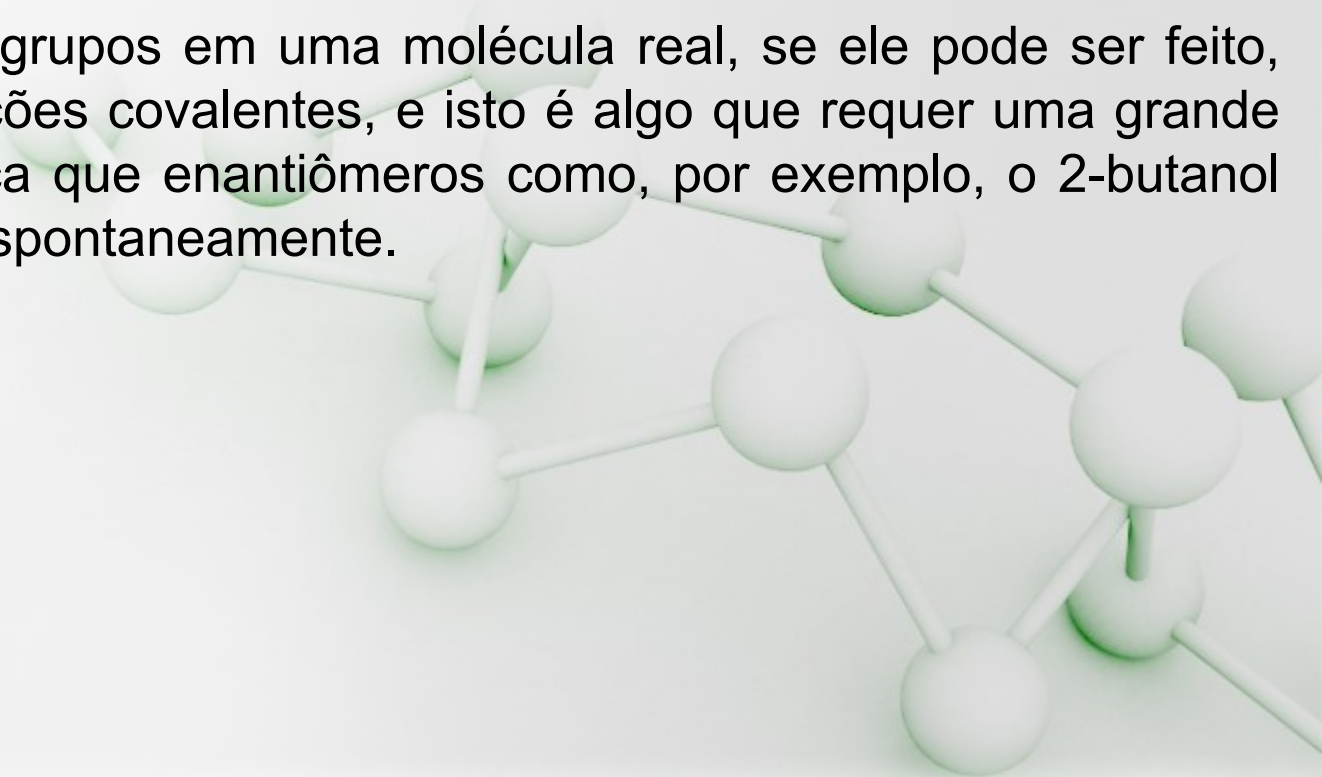 grupos em uma molécula real, se ele pode ser feito,
ções covalentes, e isto é algo que requer uma grande
ca que enantiômeros como, por exemplo, o 2-butanol
spontaneamente.